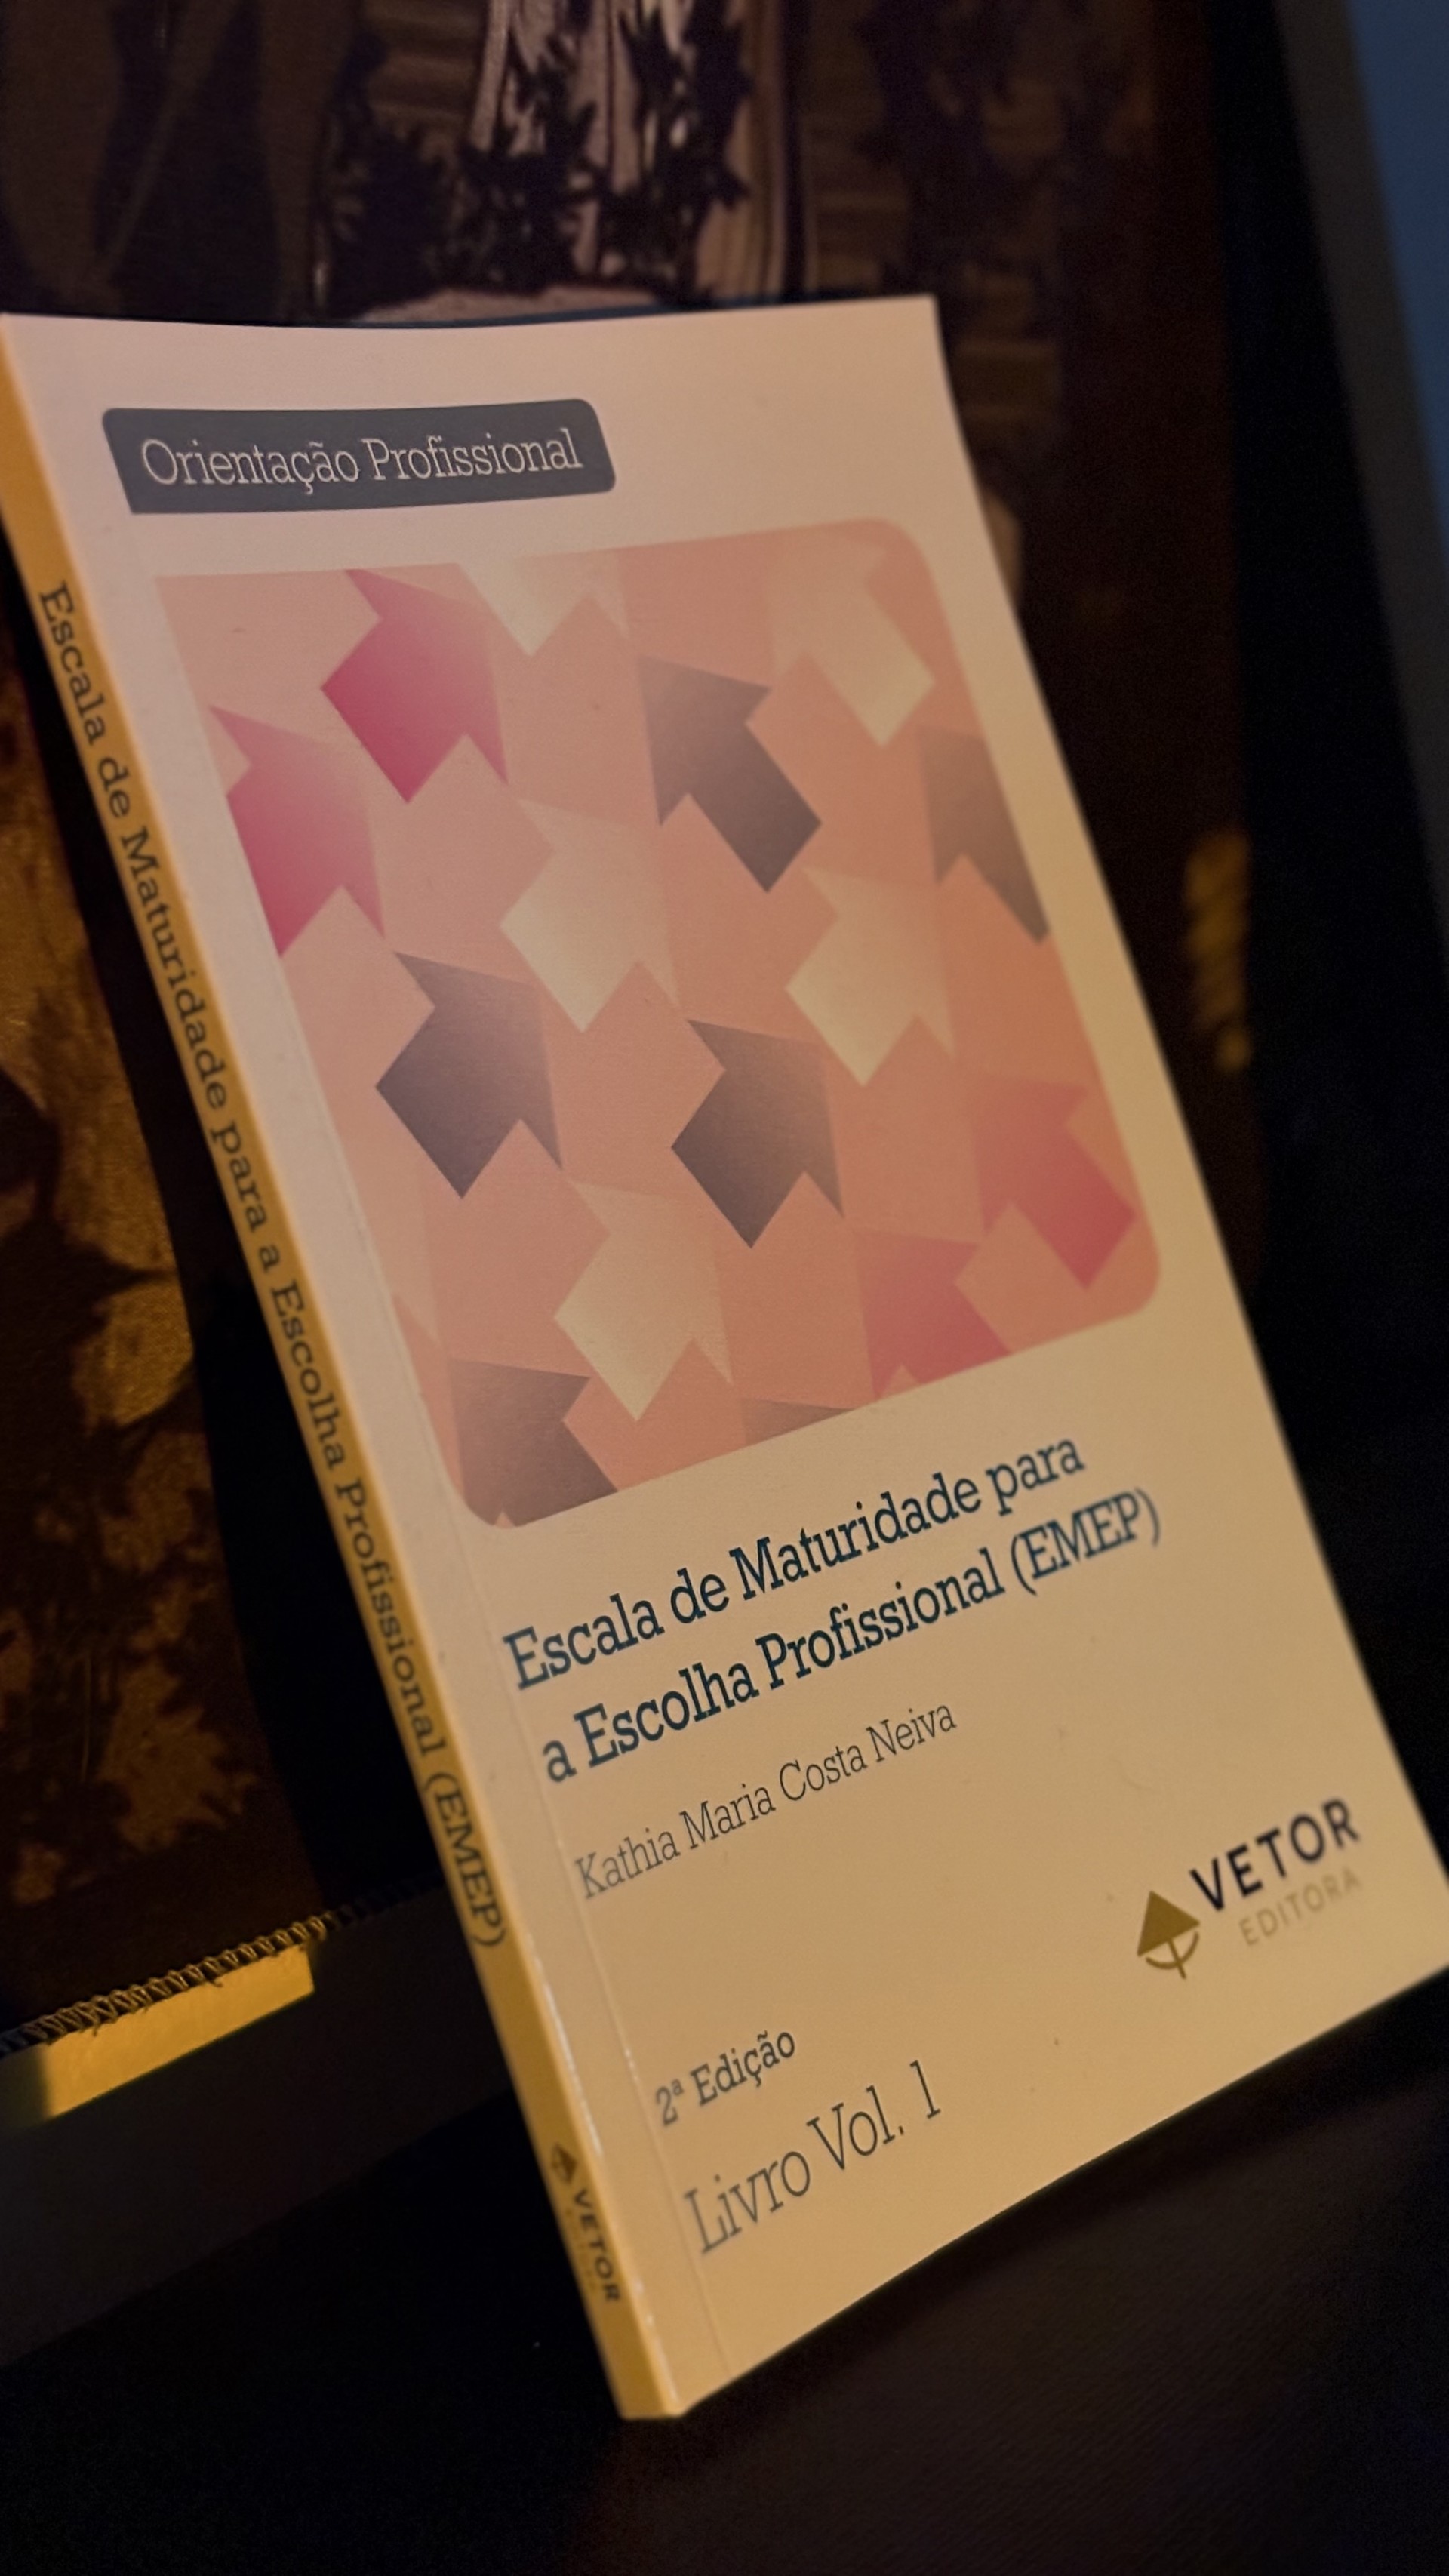 Orientação Profissional
Escala de Maturidade para
a Escolha Profissional (EMEP)
Kathia Maria Costa Neiva
VETOR
EDITORA
2ª Edição
Livro Vol. 1
Escala de Maturidade para a Escolha Profissional (EMEP)
VETOR